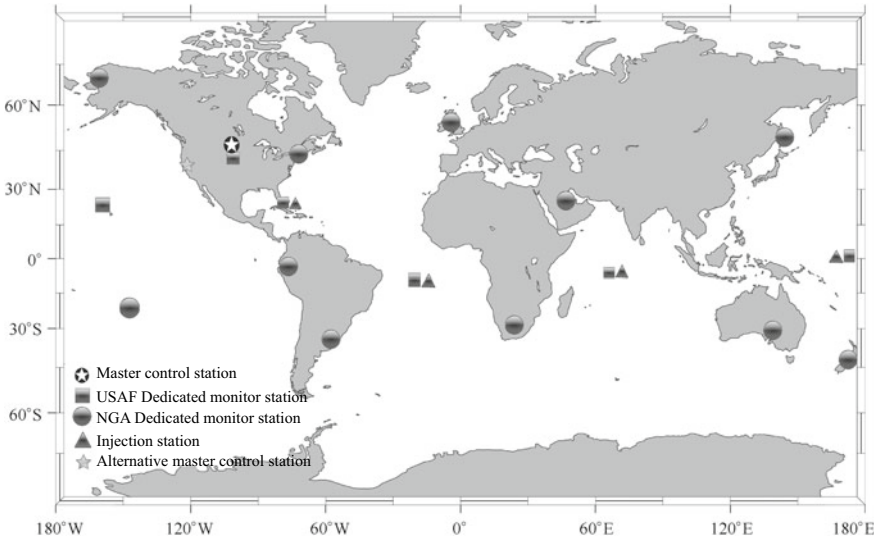 60°N
30°N
0°
30°S
60°S
Master control station
USAF Dedicated monitor station
NGA Dedicated monitor station
Injection station
Alternative master control station
180°W
120°W
60°W
0°
60°E
120°E
180°E